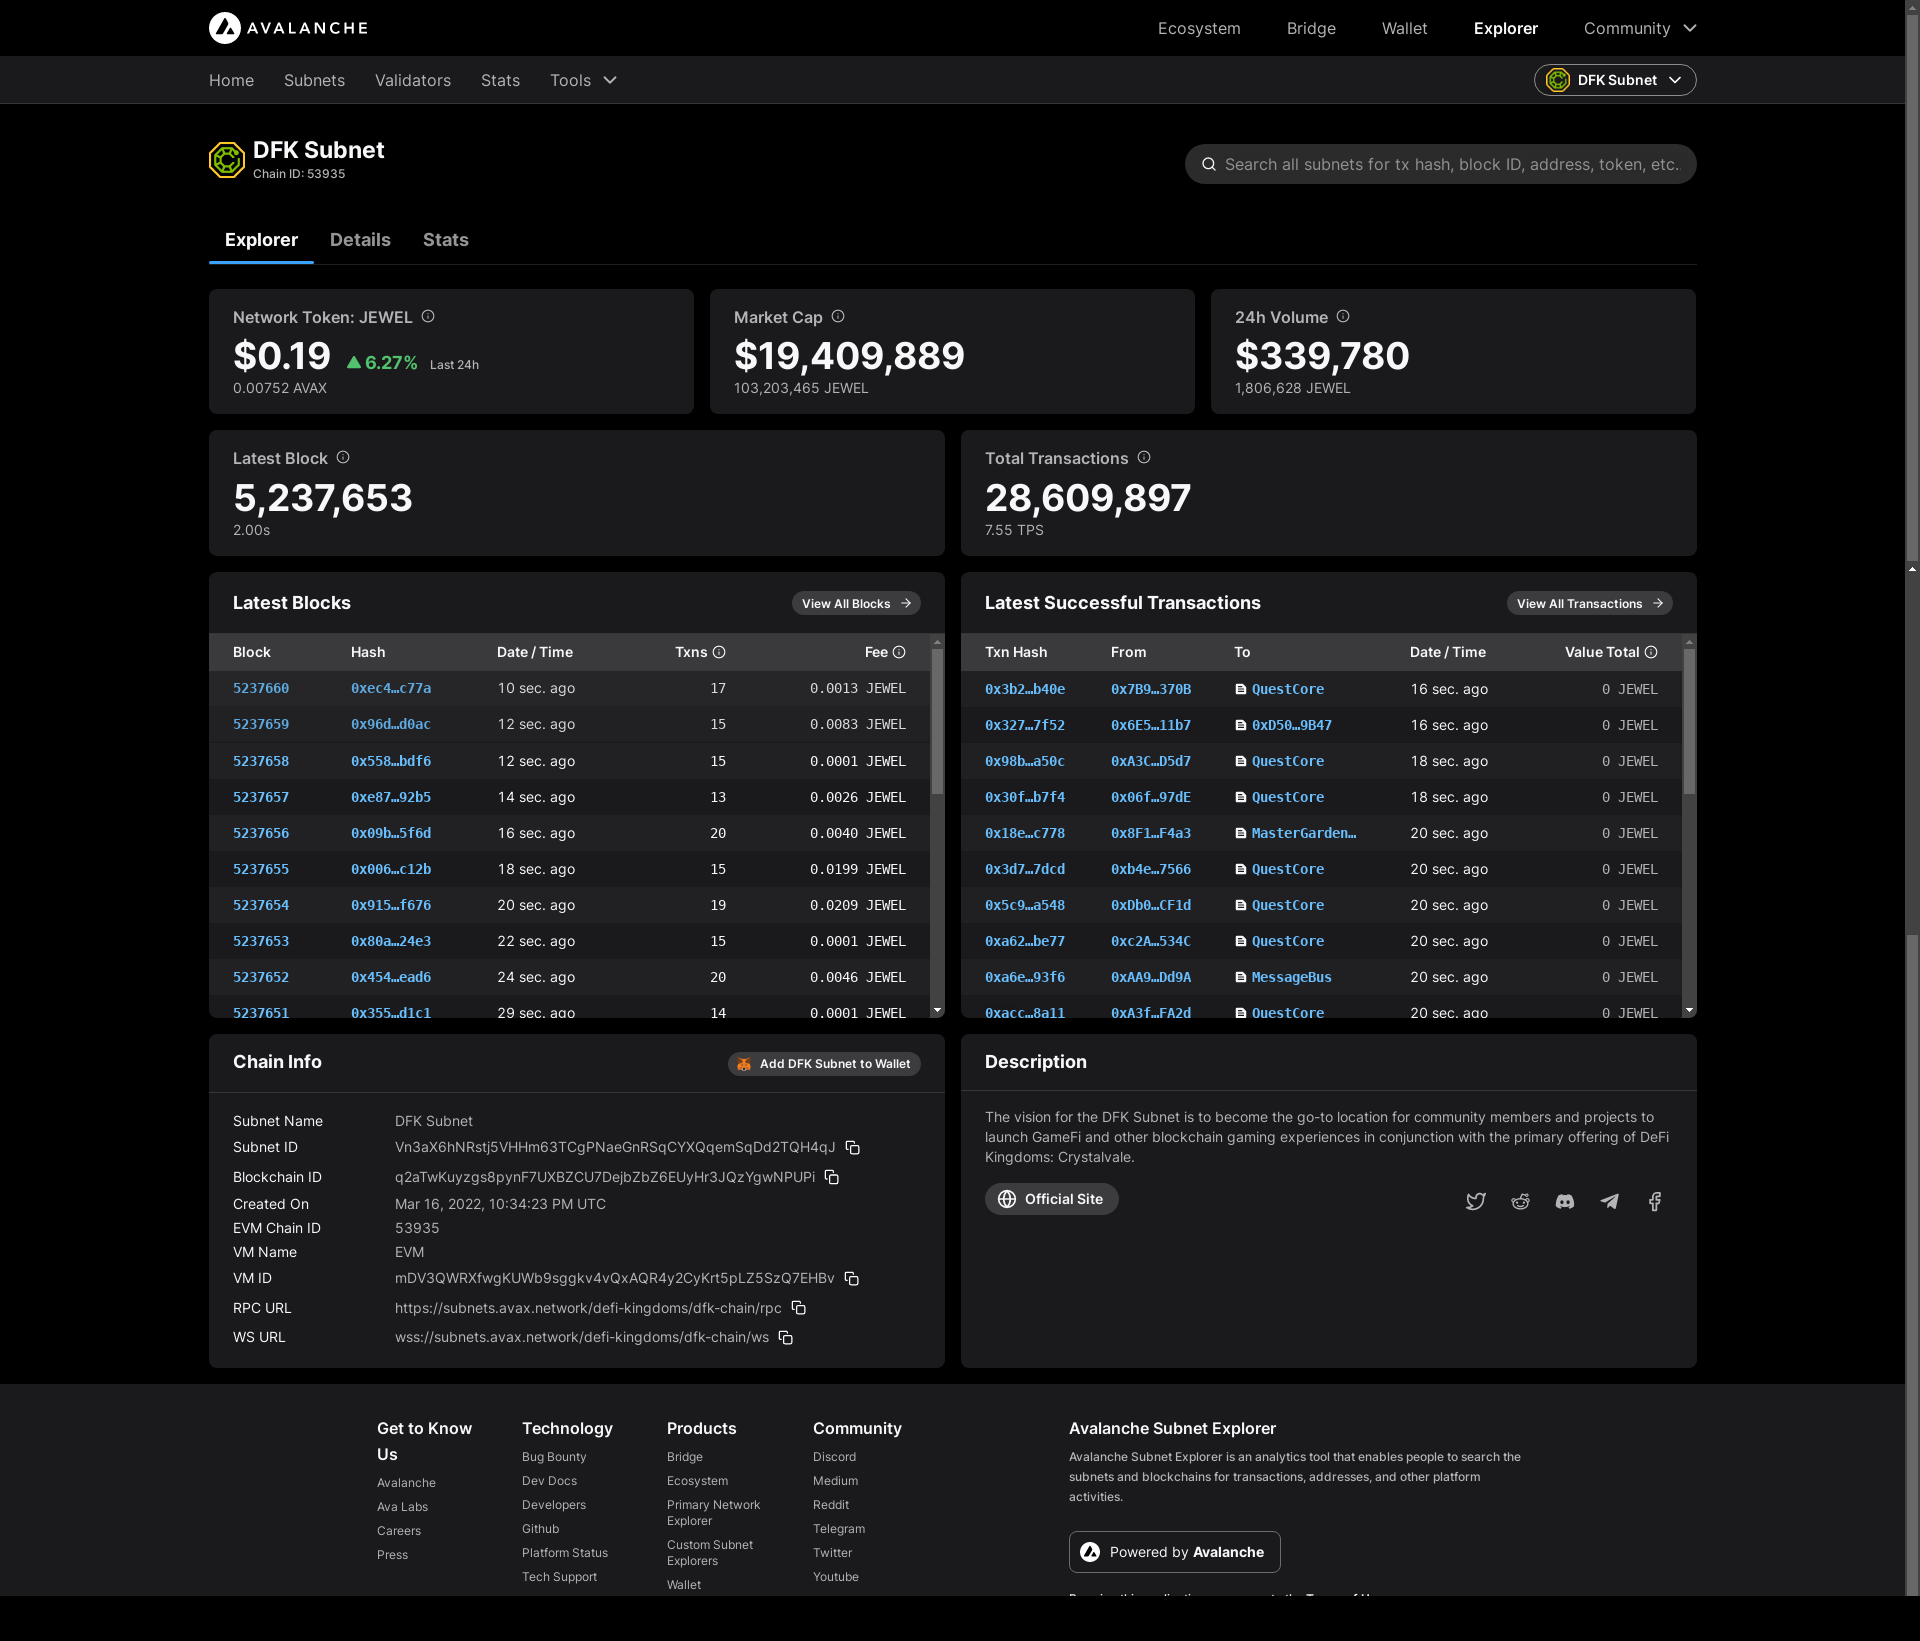 AVALANCHE
Ecosystem Bridge Wallet Explorer Community
Home Subnets Validators Stats Tools
DFK Subnet
DFK Subnet
Chain ID: 53935
Search all subnets for tx hash, block ID, address, token, etc.
Explorer Details Stats
Network Token: JEWEL
$0.19 6.27% Last 24h
0.00752 AVAX
Market Cap
$19,409,889
103,203,465 JEWEL
24h Volume
$339,780
1,806,628 JEWEL
Latest Block
5,237,653
2.00s
Total Transactions
28,609,897
7.55 TPS
Latest Blocks
View All Blocks
Block Hash Date / Time Txns Fee
5237660 0xec4…c77a 10 sec. ago 17 0.0013 JEWEL
5237659 0x96d…d0ac 12 sec. ago 15 0.0083 JEWEL
5237658 0x558…bdf6 12 sec. ago 15 0.0001 JEWEL
5237657 0xe87…92b5 14 sec. ago 13 0.0026 JEWEL
5237656 0x09b…5f6d 16 sec. ago 20 0.0040 JEWEL
5237655 0x006…c12b 18 sec. ago 15 0.0199 JEWEL
5237654 0x915…f676 20 sec. ago 19 0.0209 JEWEL
5237653 0x80a…24e3 22 sec. ago 15 0.0001 JEWEL
5237652 0x454…ead6 24 sec. ago 20 0.0046 JEWEL
5237651 0x355…d1c1 29 sec. ago 14 0.0001 JEWEL
Latest Successful Transactions
View All Transactions
Txn Hash From To Date / Time Value Total
0x3b2…b40e 0x7B9…370B QuestCore 16 sec. ago 0 JEWEL
0x327…7f52 0x6E5…11b7 0xD50…9B47 16 sec. ago 0 JEWEL
0x98b…a50c 0xA3C…D5d7 QuestCore 18 sec. ago 0 JEWEL
0x30f…b7f4 0x06f…97dE QuestCore 18 sec. ago 0 JEWEL
0x18e…c778 0x8F1…F4a3 MasterGarden… 20 sec. ago 0 JEWEL
0x3d7…7dcd 0xb4e…7566 QuestCore 20 sec. ago 0 JEWEL
0x5c9…a548 0xDb0…CF1d QuestCore 20 sec. ago 0 JEWEL
0xa62…be77 0xc2A…534C QuestCore 20 sec. ago 0 JEWEL
0xa6e…93f6 0xAA9…Dd9A MessageBus 20 sec. ago 0 JEWEL
0xacc…8a11 0xA3f…FA2d QuestCore 20 sec. ago 0 JEWEL
Chain Info
Add DFK Subnet to Wallet
Subnet Name DFK Subnet
Subnet ID Vn3aX6hNRstj5VHHm63TCgPNaeGnRSqCYXQqemSqDd2TQH4qJ
Blockchain ID q2aTwKuyzgs8pynF7UXBZCU7DejbZbZ6EUyHr3JQzYgwNPUPi
Created On Mar 16, 2022, 10:34:23 PM UTC
EVM Chain ID 53935
VM Name EVM
VM ID mDV3QWRXfwgKUWb9sggkv4vQxAQR4y2CyKrt5pLZ5SzQ7EHBv
RPC URL https://subnets.avax.network/defi-kingdoms/dfk-chain/rpc
WS URL wss://subnets.avax.network/defi-kingdoms/dfk-chain/ws
Description
The vision for the DFK Subnet is to become the go-to location for community members and projects to
launch GameFi and other blockchain gaming experiences in conjunction with the primary offering of DeFi
Kingdoms: Crystalvale.
Official Site
Get to Know
Us
Avalanche
Ava Labs
Careers
Press
Technology
Bug Bounty
Dev Docs
Developers
Github
Platform Status
Tech Support
Products
Bridge
Ecosystem
Primary Network
Explorer
Custom Subnet
Explorers
Wallet
Community
Discord
Medium
Reddit
Telegram
Twitter
Youtube
Avalanche Subnet Explorer
Avalanche Subnet Explorer is an analytics tool that enables people to search the
subnets and blockchains for transactions, addresses, and other platform
activities.
Powered by Avalanche